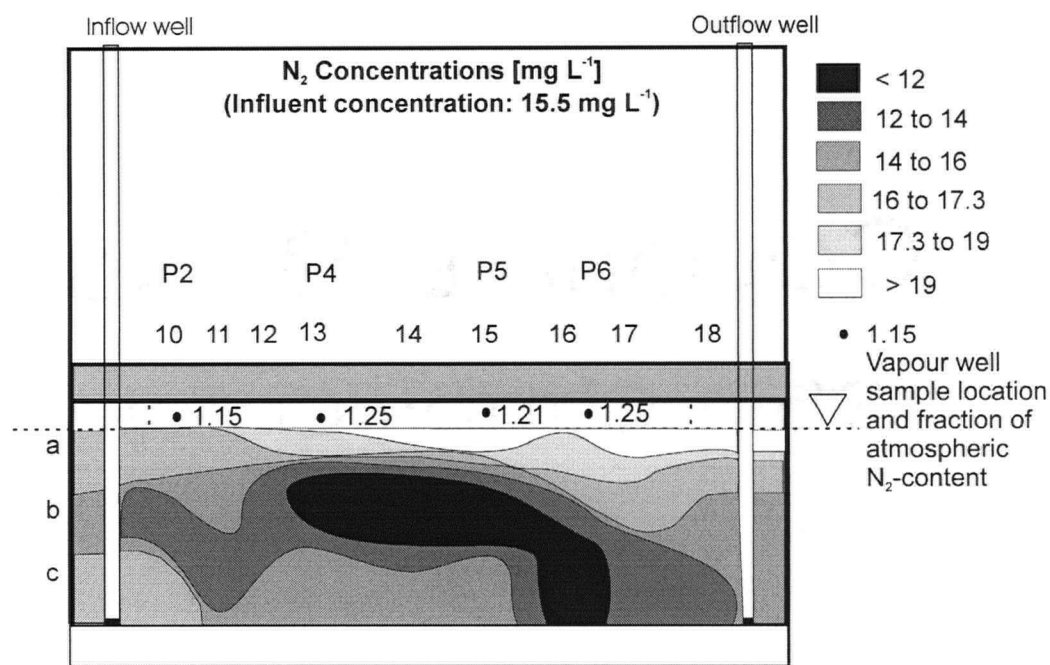 Inflow well
Outflow well
N₂ Concentrations [mg L⁻¹]
(Influent concentration: 15.5 mg L⁻¹)
< 12
12 to 14
14 to 16
16 to 17.3
17.3 to 19
> 19
P2 P4 P5 P6
10 11 12 13 14 15 16 17 18
• 1.15
Vapour well
sample location
and fraction of
atmospheric
N₂-content
1.15 1.25 1.21 1.25
a
b
c